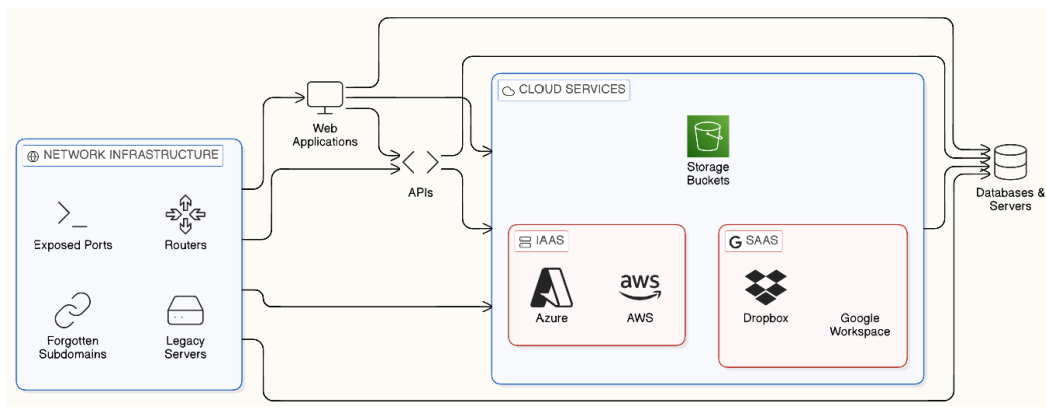 CLOUD SERVICES
Web
Applications
Storage
Buckets
NETWORK INFRASTRUCTURE
APIs
Databases &
Servers
Exposed Ports
Routers
IAAS
SAAS
aws
Azure
AWS
Dropbox
Google
Workspace
Forgotten
Subdomains
Legacy
Servers